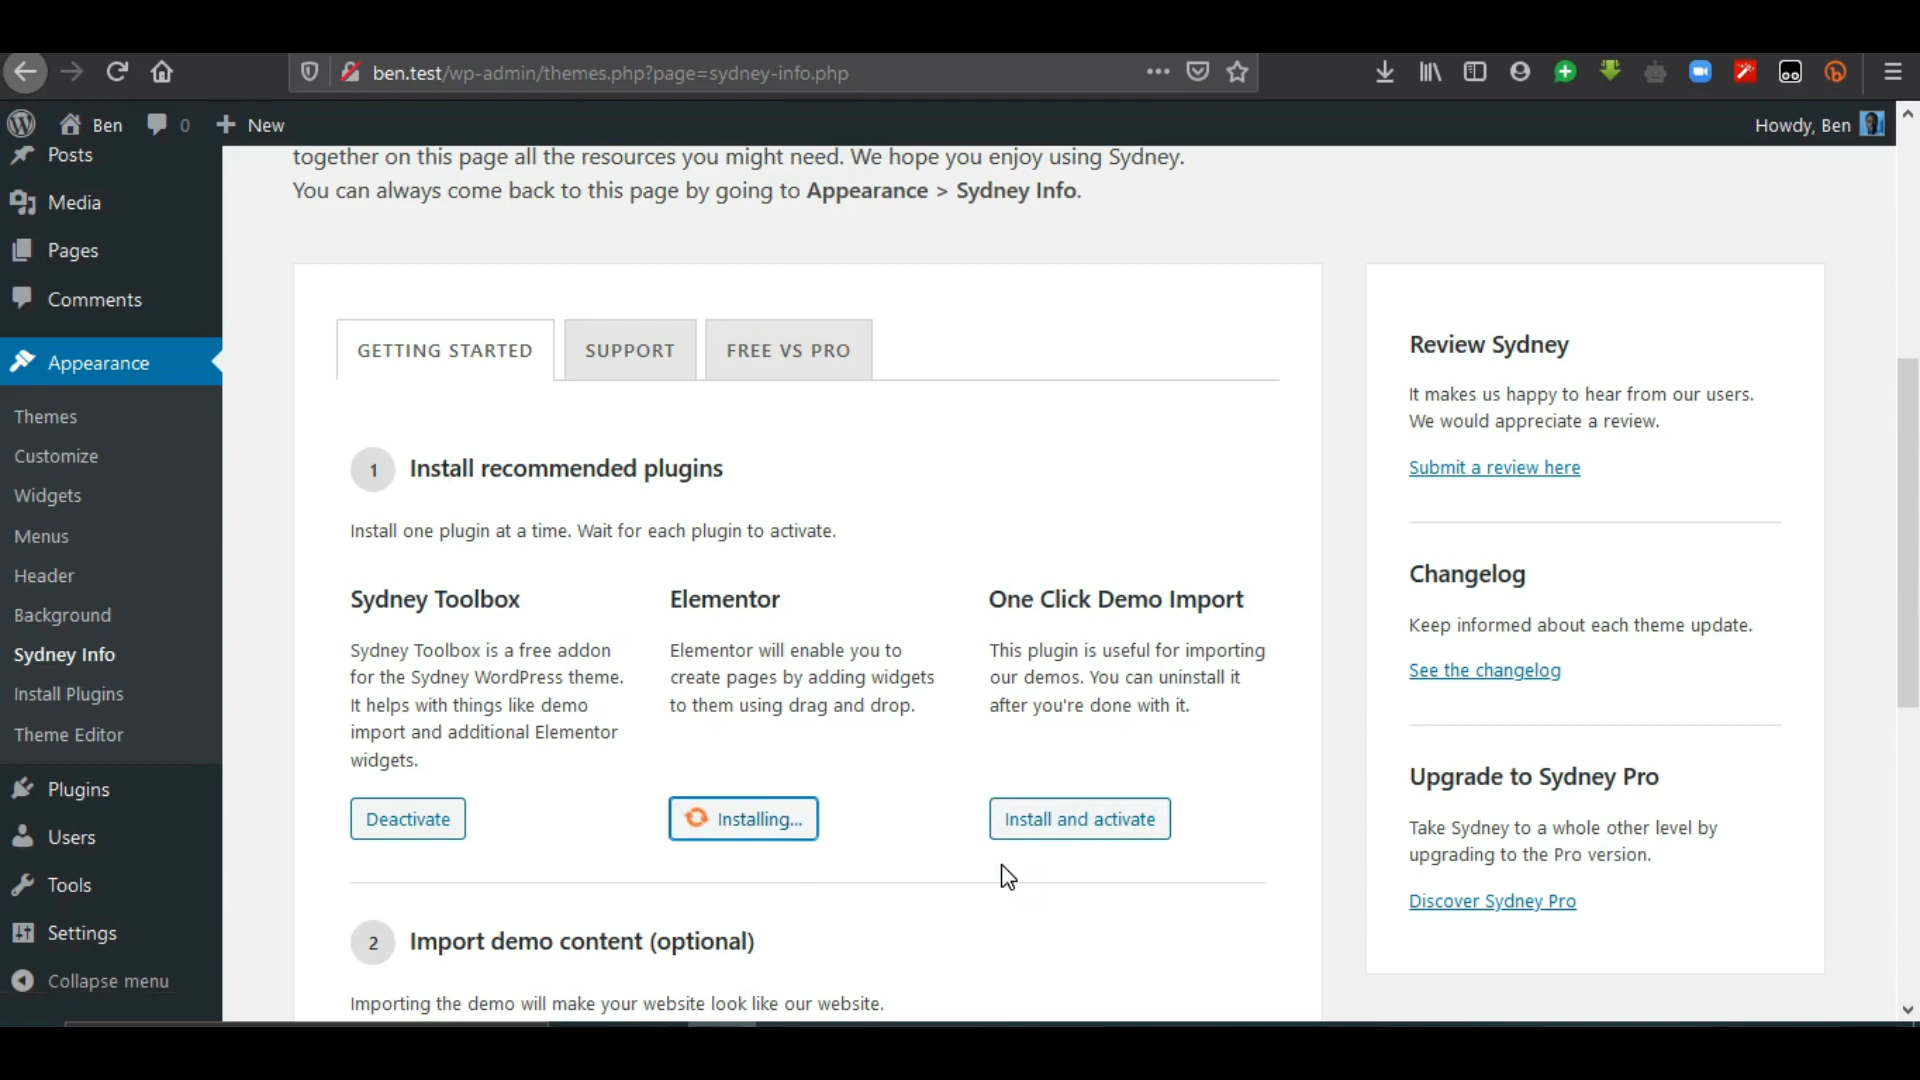 ben.test/wp-admin/themes.php?page=sydney-info.php
Ben
0
New
Howdy, Ben
Posts
Media
Pages
Comments
Appearance
Themes
Customize
Widgets
Menus
Header
Background
Sydney Info
Install Plugins
Theme Editor
Plugins
Users
Tools
Settings
Collapse menu
together on this page all the resources you might need. We hope you enjoy using Sydney.
You can always come back to this page by going to Appearance > Sydney Info.
GETTING STARTED
SUPPORT
FREE VS PRO
1
Install recommended plugins
Install one plugin at a time. Wait for each plugin to activate.
Sydney Toolbox
Sydney Toolbox is a free addon
for the Sydney WordPress theme.
It helps with things like demo
import and additional Elementor
widgets.
Deactivate
Elementor
Elementor will enable you to
create pages by adding widgets
to them using drag and drop.
Installing...
One Click Demo Import
This plugin is useful for importing
our demos. You can uninstall it
after you're done with it.
Install and activate
2
Import demo content (optional)
Importing the demo will make your website look like our website.
Review Sydney
It makes us happy to hear from our users.
We would appreciate a review.
Submit a review here
Changelog
Keep informed about each theme update.
See the changelog
Upgrade to Sydney Pro
Take Sydney to a whole other level by
upgrading to the Pro version.
Discover Sydney Pro